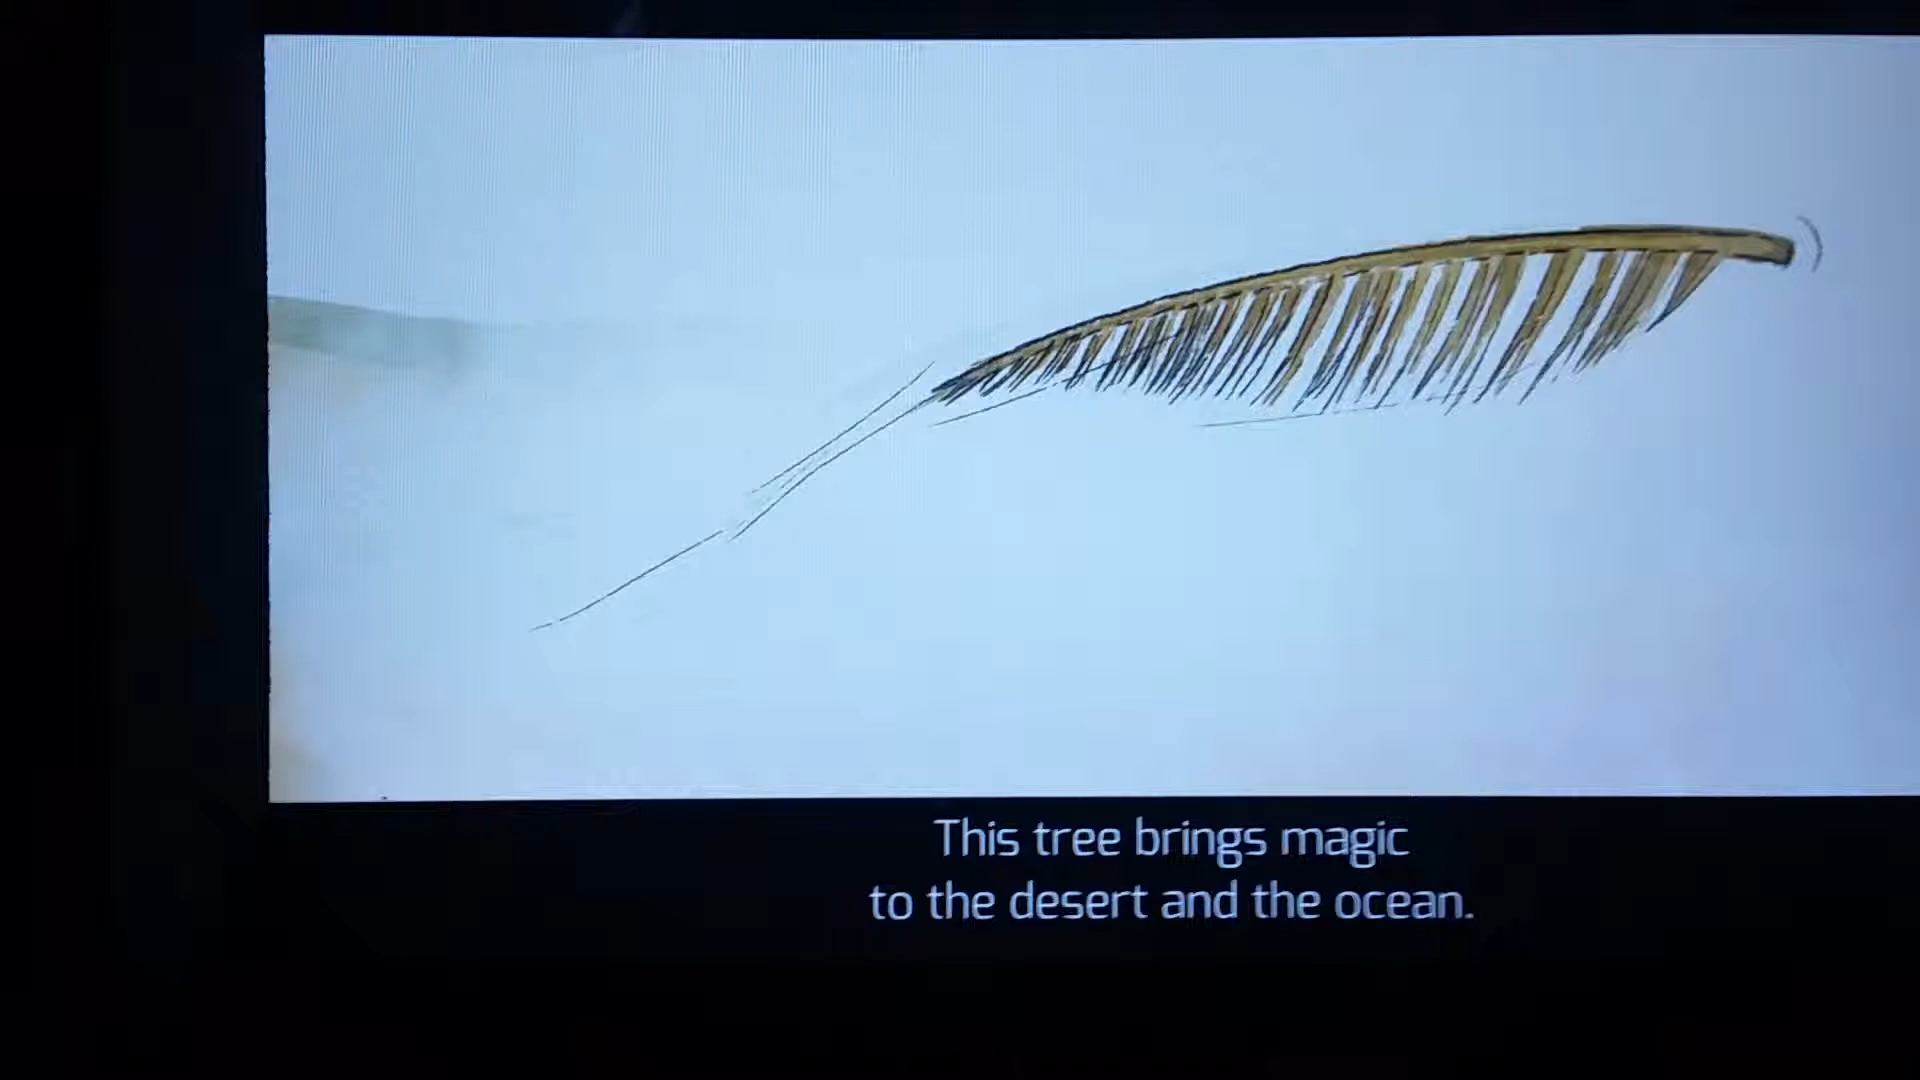 This tree brings magic
to the desert and the ocean.